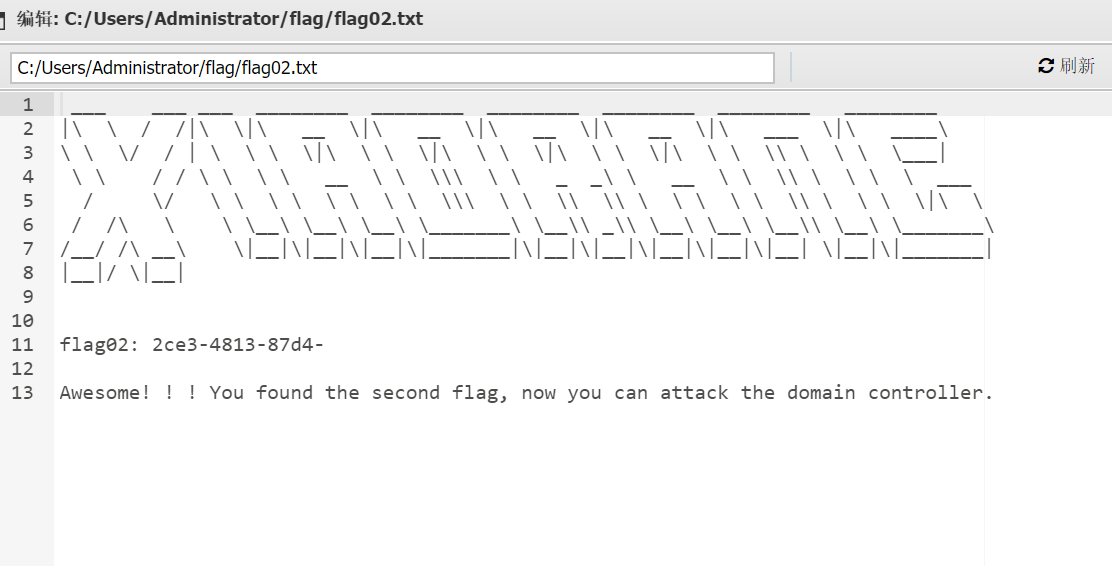 编辑: C:/Users/Administrator/flag/flag02.txt
C:/Users/Administrator/flag/flag02.txt
刷新
1
2
3
4
5
6
7
8
9
10
11 flag02: 2ce3-4813-87d4-
12
13 Awesome! ! ! You found the second flag, now you can attack the domain controller.